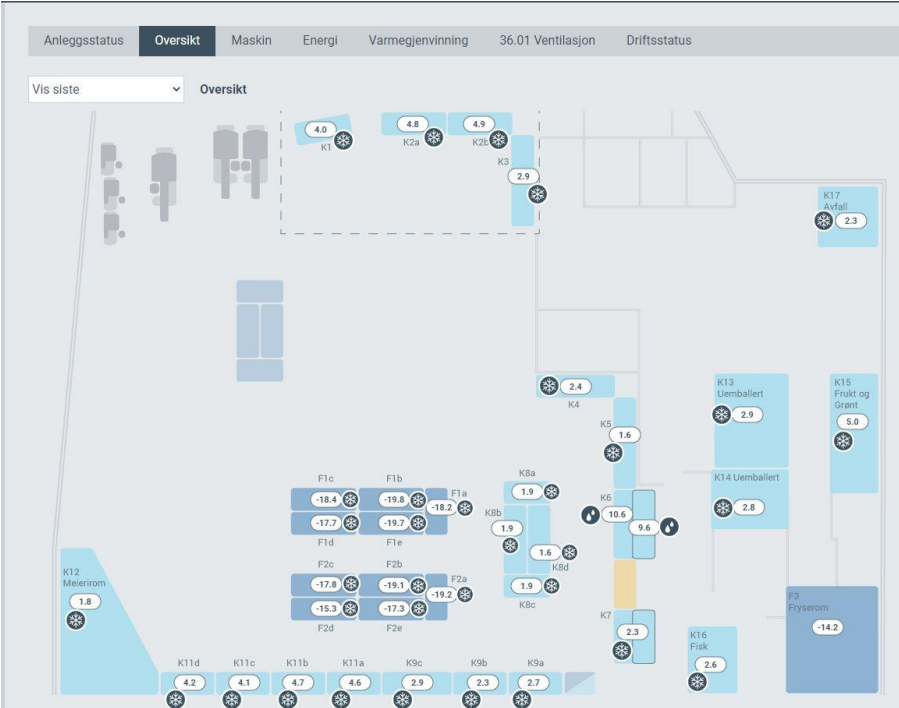 Anleggsstatus Oversikt Maskin Energi Varmegjenvinning 36.01 Ventilasjon Driftsstatus
Vis siste Oversikt
4.0
K1
4.8
K2a
4.9
K2b
K3
2.9
K17
Avfall
2.3
2.4
K4
K5
1.6
K13
Uemballert
2.9
K15
Frukt og
Grønt
5.0
K14 Uemballert
2.8
F1c F1b
-18.4 -19.8
F1a
-18.2
-17.7 -19.7
F1d F1e
K8a
1.9
K8b
1.9
1.6
K8d
1.9
K8c
K6
10.6
9.6
F2c F2b
-17.8 -19.1
F2a
-19.2
-15.3 -17.3
F2d F2e
K12
Meierirom
1.8
K7
2.3
K16
Fisk
2.6
F3
Fryserom
-14.2
K11d K11c K11b K11a K9c K9b K9a
4.2 4.1 4.7 4.6 2.9 2.3 2.7